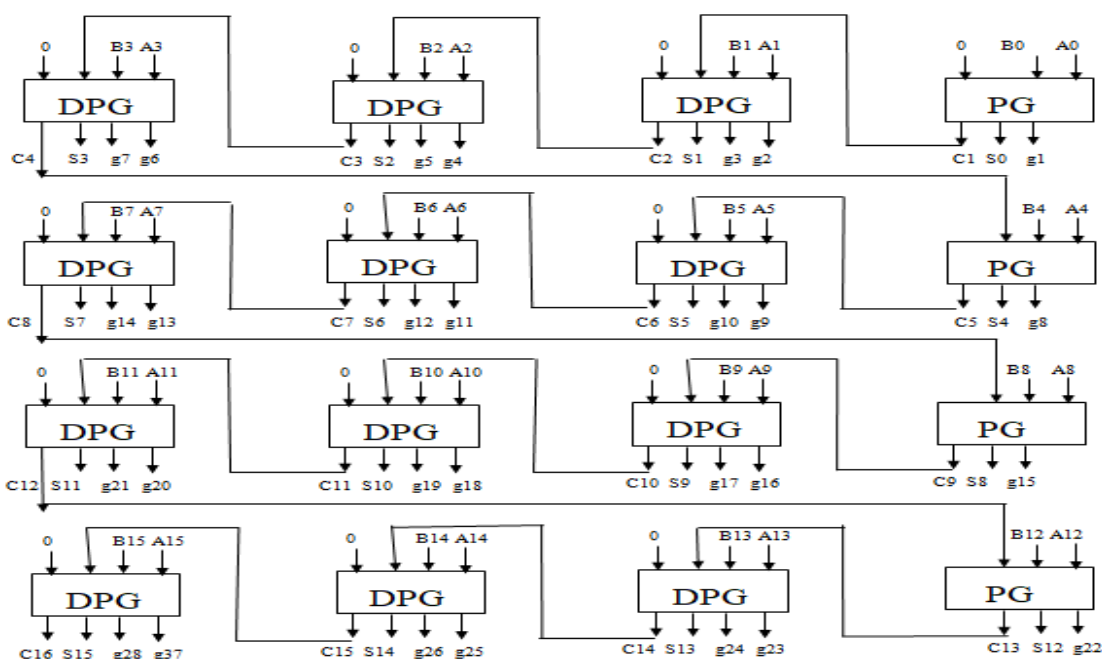 0 B3 A3 0 B2 A2 0 B1 A1 0 B0 A0
DPG DPG DPG PG
C4 S3 g7 g6 C3 S2 g5 g4 C2 S1 g3 g2 C1 S0 g1
0 B7 A7 0 B6 A6 0 B5 A5 B4 A4
DPG DPG DPG PG
C8 S7 g14 g13 C7 S6 g12 g11 C6 S5 g10 g9 C5 S4 g8
0 B11 A11 0 B10 A10 0 B9 A9 B8 A8
DPG DPG DPG PG
C12 S11 g21 g20 C11 S10 g19 g18 C10 S9 g17 g16 C9 S8 g15
0 B15 A15 0 B14 A14 0 B13 A13 B12 A12
DPG DPG DPG PG
C16 S15 g28 g37 C15 S14 g26 g25 C14 S13 g24 g23 C13 S12 g22